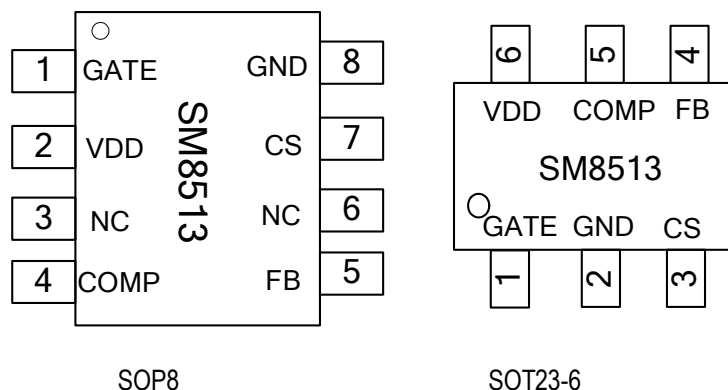 1 GATE GND 8
2 VDD CS 7
3 NC NC 6
4 COMP FB 5
SM8513
SOP8
6 5 4
VDD COMP FB
SM8513
GATE GND CS
1 2 3
SOT23-6